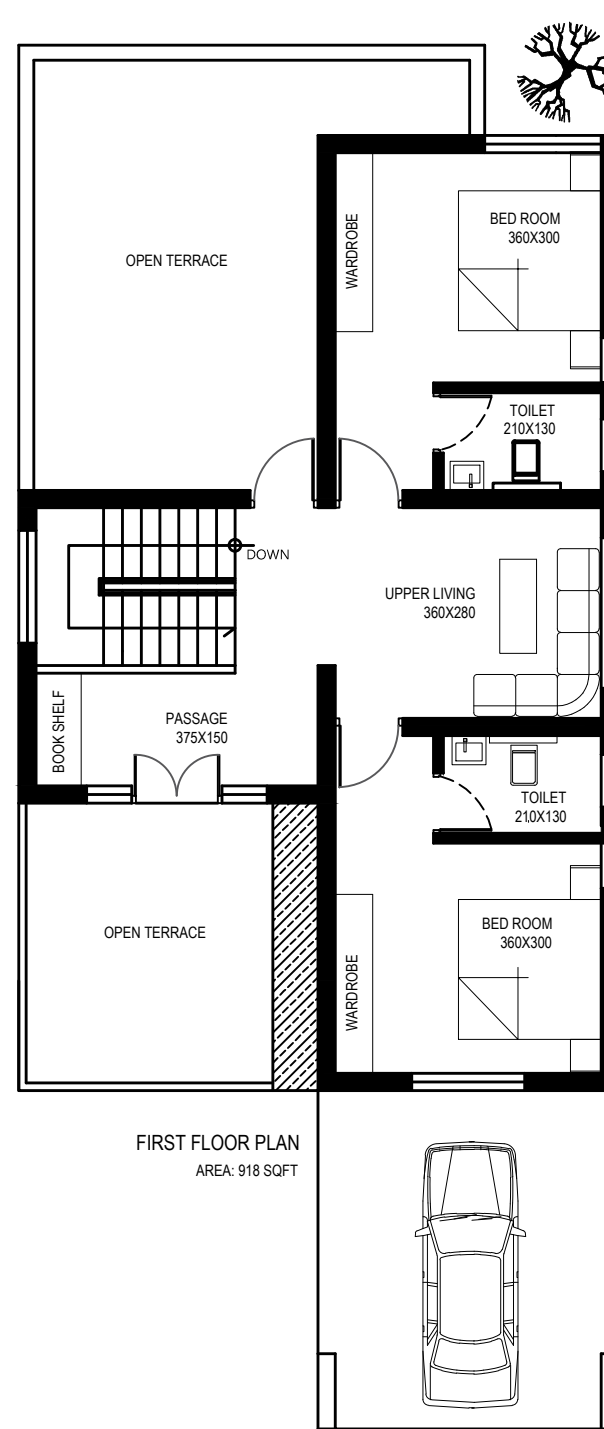 BED ROOM
360X300
WARDROBE
OPEN TERRACE
TOILET
210X130
DOWN
UPPER LIVING
360X280
BOOK SHELF
PASSAGE
375X150
TOILET
210X130
OPEN TERRACE
BED ROOM
360X300
WARDROBE
FIRST FLOOR PLAN
AREA: 918 SQFT